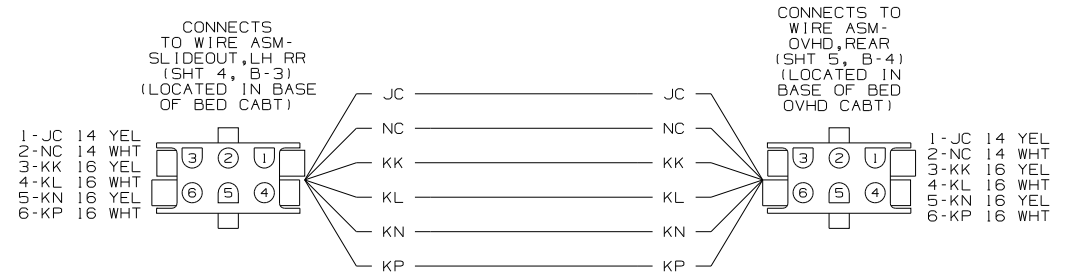 CONNECTS
TO WIRE ASM-
SLIDEOUT,LH RR
(SHT 4, B-3)
(LOCATED IN BASE
OF BED CABT)
CONNECTS TO
WIRE ASM-
OVHD,REAR
(SHT 5, B-4)
(LOCATED IN
BASE OF BED
OVHD CABT)
1-JC 14 YEL
2-NC 14 WHT
3-KK 16 YEL
4-KL 16 WHT
5-KN 16 YEL
6-KP 16 WHT
3 2 1
6 5 4
JC JC
NC NC
KK KK
KL KL
KN KN
KP KP
3 2 1
6 5 4
1-JC 14 YEL
2-NC 14 WHT
3-KK 16 YEL
4-KL 16 WHT
5-KN 16 YEL
6-KP 16 WHT